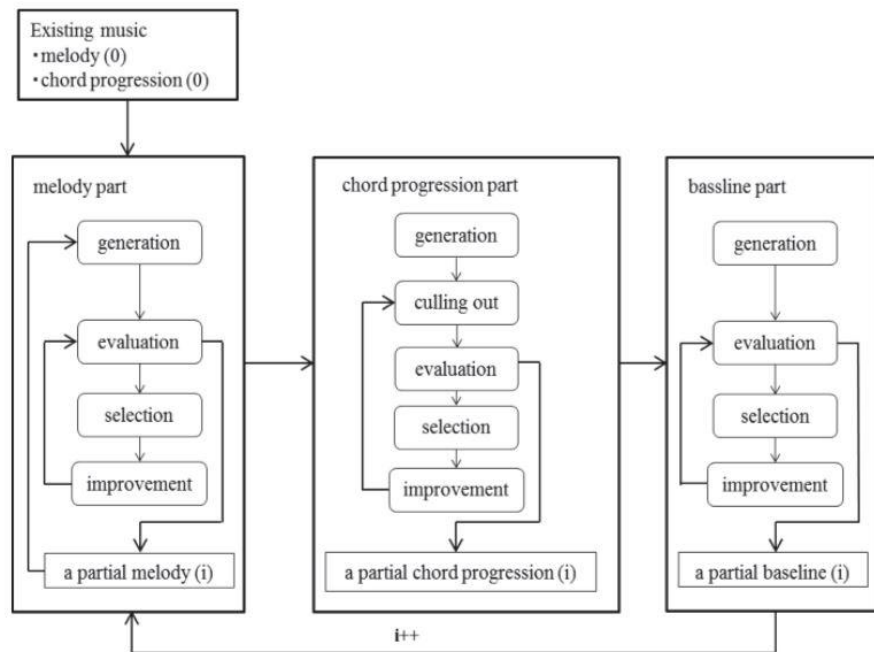 Existing music
・melody (0)
・chord progression (0)
melody part
generation
evaluation
selection
improvement
a partial melody (i)
chord progression part
generation
culling out
evaluation
selection
improvement
a partial chord progression (i)
bassline part
generation
evaluation
selection
improvement
a partial baseline (i)
i++